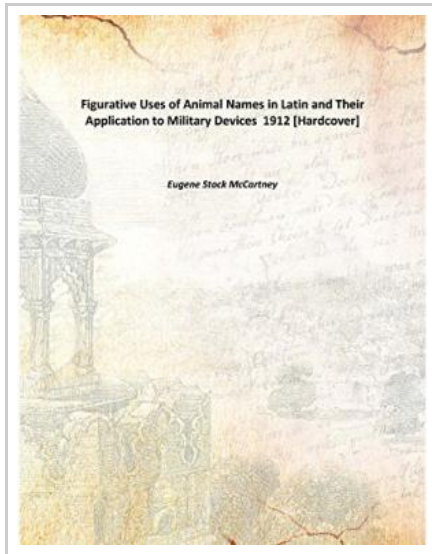 Figurative Uses of Animal Names in Latin and Their
Application to Military Devices 1912 [Hardcover]
Eugene Stock McCartney